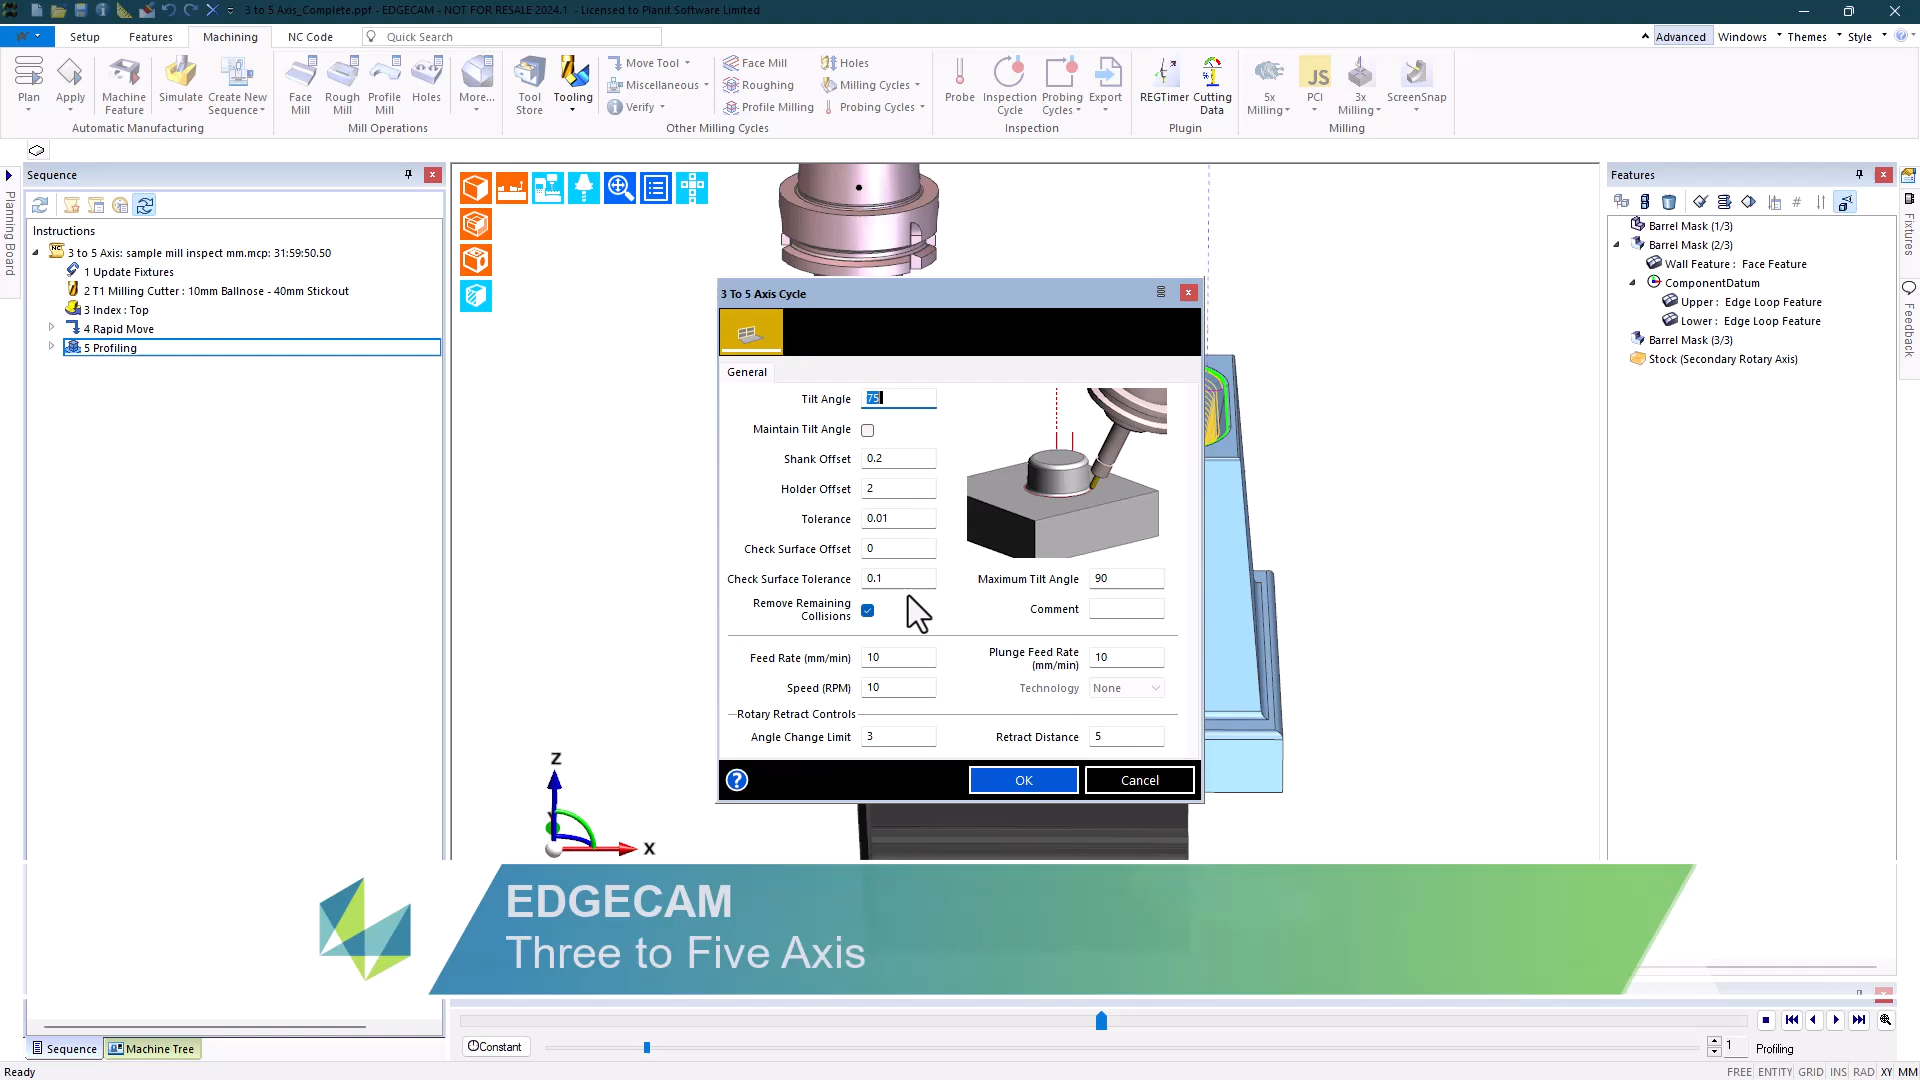 3 to 5 Axis_Complete.ppf - EDGECAM - NOT FOR RESALE 2024.1 - Licensed to Planit Software Limited
Setup
Features
Machining
NC Code
Quick Search
Advanced
Windows
Themes
Style
Plan
Apply
Machine Feature
Simulate
Create New Sequence
Automatic Manufacturing
Face Mill
Rough Mill
Profile Mill
Holes
More...
Mill Operations
Tool Store
Tooling
Move Tool
Miscellaneous
Verify
Face Mill
Roughing
Profile Milling
Holes
Milling Cycles
Probing Cycles
Other Milling Cycles
Probe
Inspection Cycle
Probing Cycles
Export
Inspection
REGTimer
Cutting Data
Plugin
5x Milling
JS
PCI
3x Milling
ScreenSnap
Milling
Planning Board
Sequence
Instructions
3 to 5 Axis: sample mill inspect mm.mcp: 31:59:50.50
1 Update Fixtures
2 T1 Milling Cutter : 10mm Ballnose - 40mm Stickout
3 Index : Top
4 Rapid Move
5 Profiling
3 To 5 Axis Cycle
General
Tilt Angle 75
Maintain Tilt Angle
Shank Offset 0.2
Holder Offset 2
Tolerance 0.01
Check Surface Offset 0
Check Surface Tolerance 0.1
Maximum Tilt Angle 90
Remove Remaining Collisions
Comment
Feed Rate (mm/min) 10
Plunge Feed Rate (mm/min) 10
Speed (RPM) 10
Technology None
Rotary Retract Controls
Angle Change Limit 3
Retract Distance 5
?
OK
Cancel
Z
X
Features
Barrel Mask (1/3)
Barrel Mask (2/3)
Wall Feature : Face Feature
ComponentDatum
Upper : Edge Loop Feature
Lower : Edge Loop Feature
Barrel Mask (3/3)
Stock (Secondary Rotary Axis)
Fixtures
Feedback
EDGECAM
Three to Five Axis
Sequence
Machine Tree
Constant
1
Profiling
Ready
FREE ENTITY GRID INS RAD XY MM